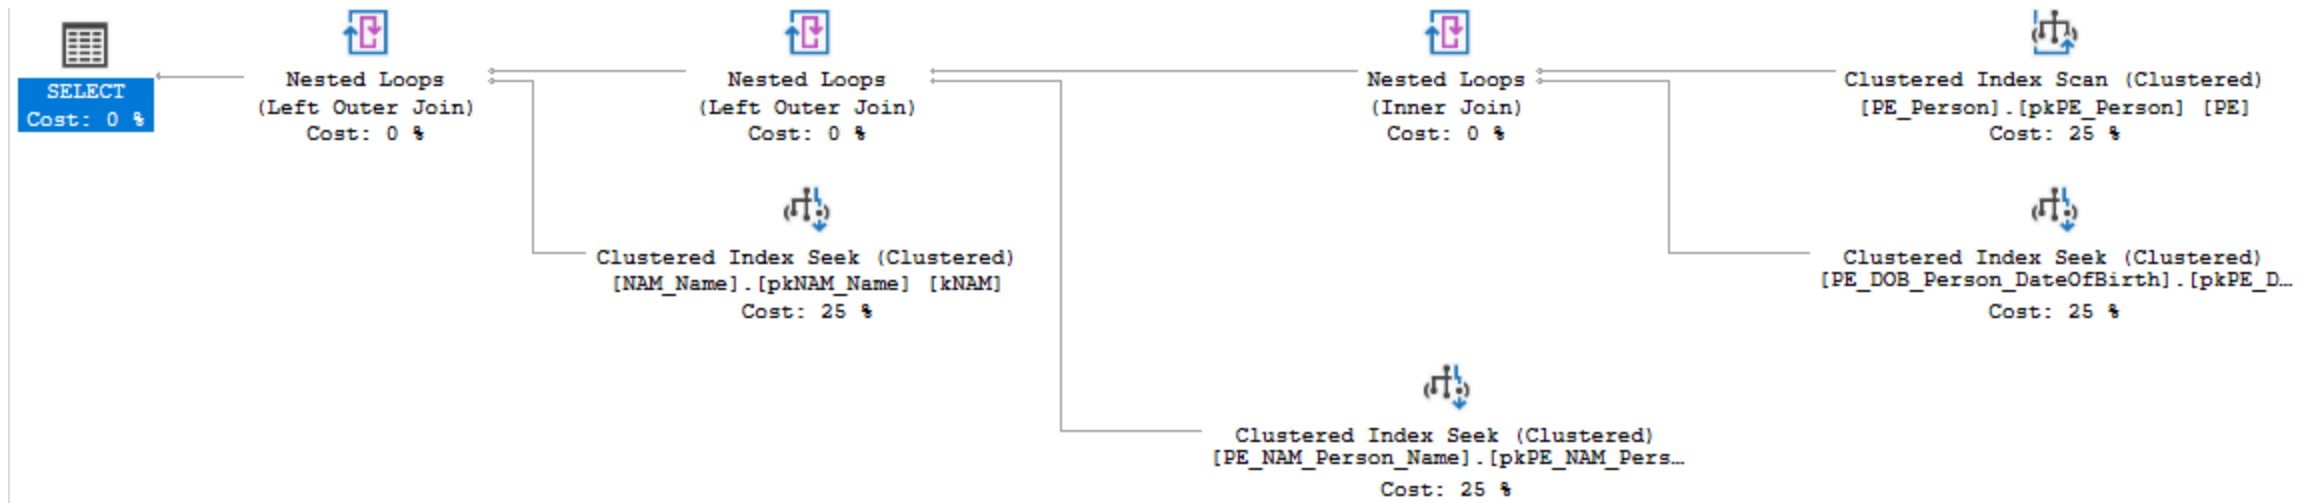 SELECT
Cost: 0 %
Nested Loops
(Left Outer Join)
Cost: 0 %
Nested Loops
(Left Outer Join)
Cost: 0 %
Nested Loops
(Inner Join)
Cost: 0 %
Clustered Index Scan (Clustered)
[PE_Person].[pkPE_Person] [PE]
Cost: 25 %
Clustered Index Seek (Clustered)
[NAM_Name].[pkNAM_Name] [kNAM]
Cost: 25 %
Clustered Index Seek (Clustered)
[PE_DOB_Person_DateOfBirth].[pkPE_D…
Cost: 25 %
Clustered Index Seek (Clustered)
[PE_NAM_Person_Name].[pkPE_NAM_Pers…
Cost: 25 %